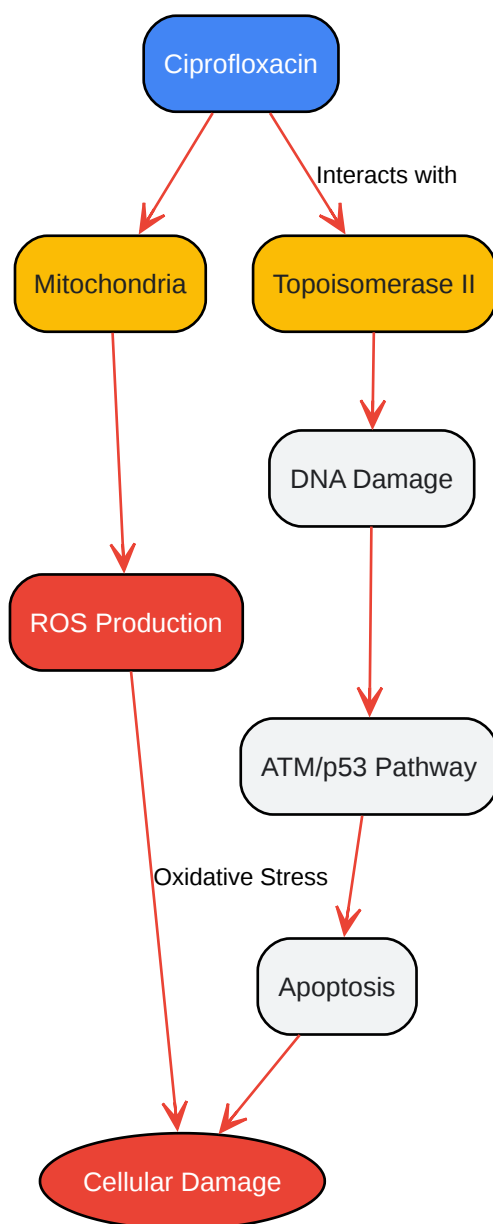 Ciprofloxacin
Interacts with
Mitochondria
Topoisomerase II
DNA Damage
ROS Production
ATM/p53 Pathway
Oxidative Stress
Apoptosis
Cellular Damage